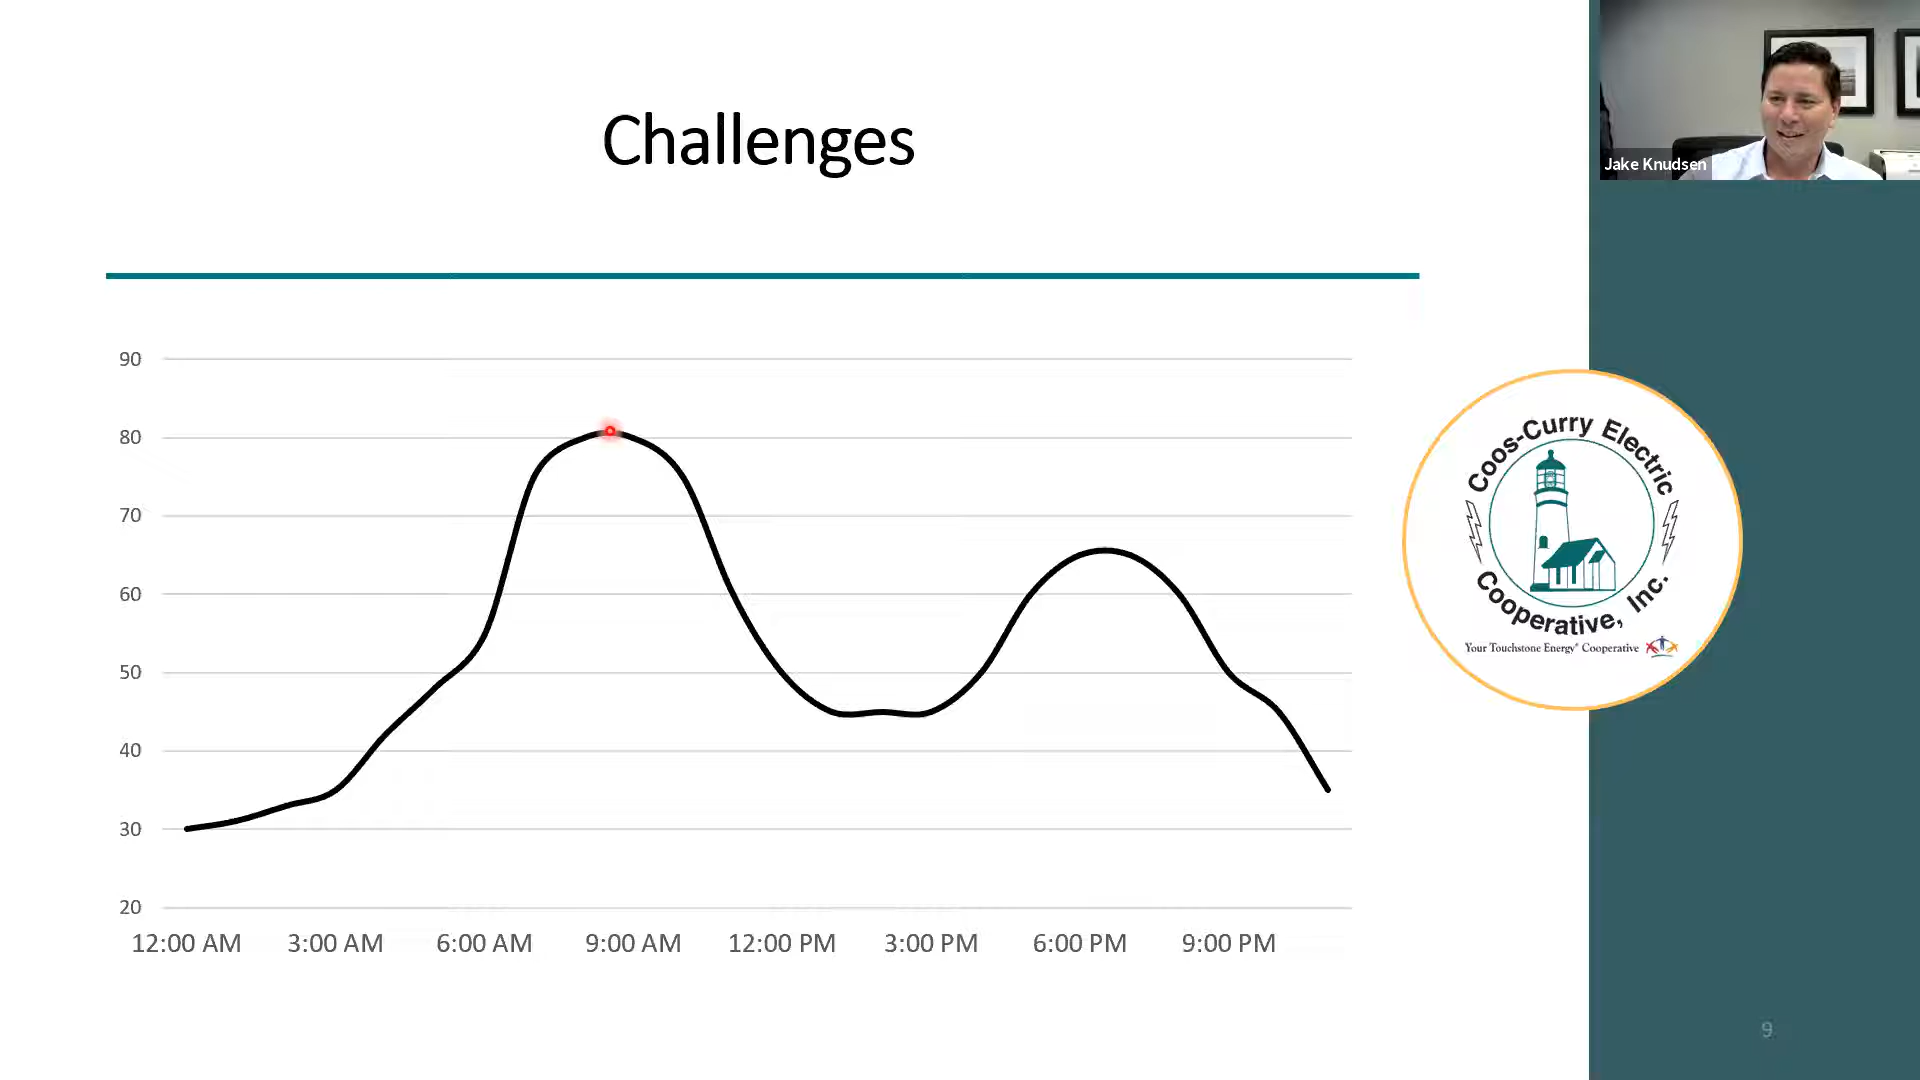 Challenges
Jake Knudsen
90
80
70
60
50
40
30
20
12:00 AM 3:00 AM 6:00 AM 9:00 AM 12:00 PM 3:00 PM 6:00 PM 9:00 PM
Coos-Curry Electric
Cooperative, Inc.
Your Touchstone Energy® Cooperative
9